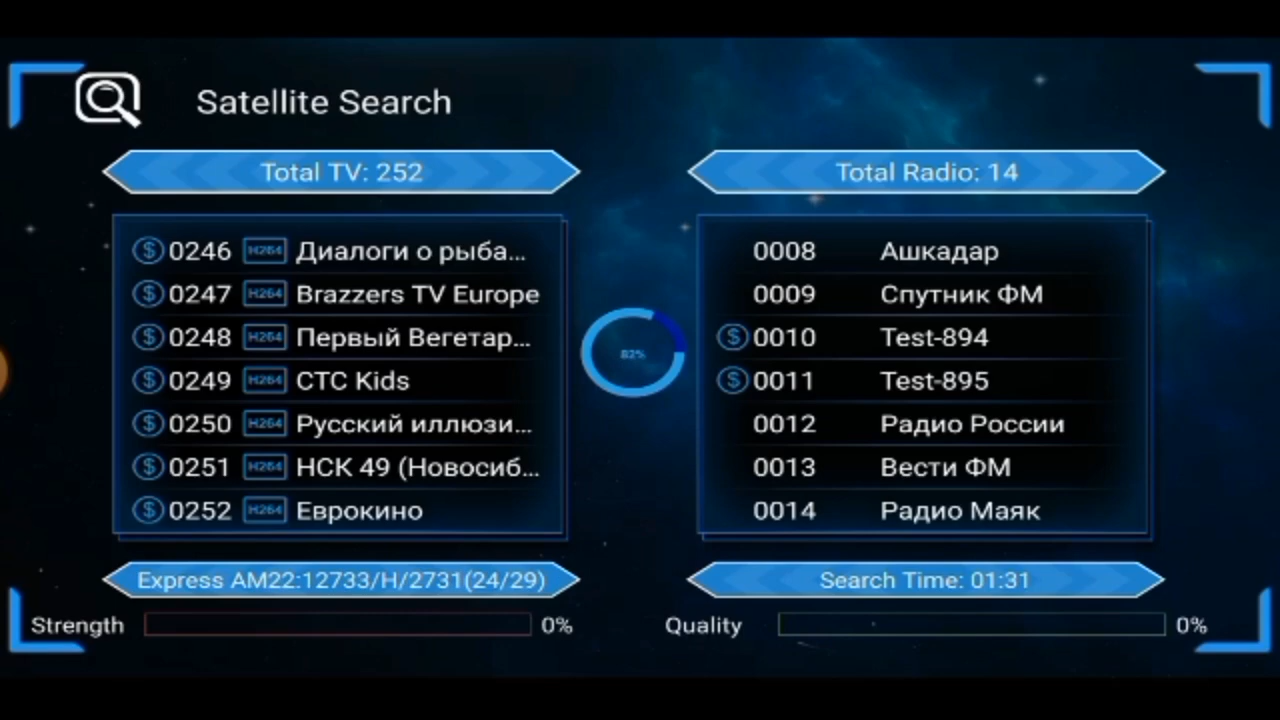 Satellite Search
Total TV: 252
Total Radio: 14
$ 0246 H264 Диалоги о рыба...
$ 0247 H264 Brazzers TV Europe
$ 0248 H264 Первый Вегетар...
$ 0249 H264 СТС Kids
$ 0250 H264 Русский иллюзи...
$ 0251 H264 НСК 49 (Новосиб...
$ 0252 H264 Еврокино
82%
0008 Ашкадар
0009 Спутник ФМ
$ 0010 Test-894
$ 0011 Test-895
0012 Радио России
0013 Вести ФМ
0014 Радио Маяк
Express AM22:12733/H/2731(24/29)
Search Time: 01:31
Strength 0%
Quality 0%